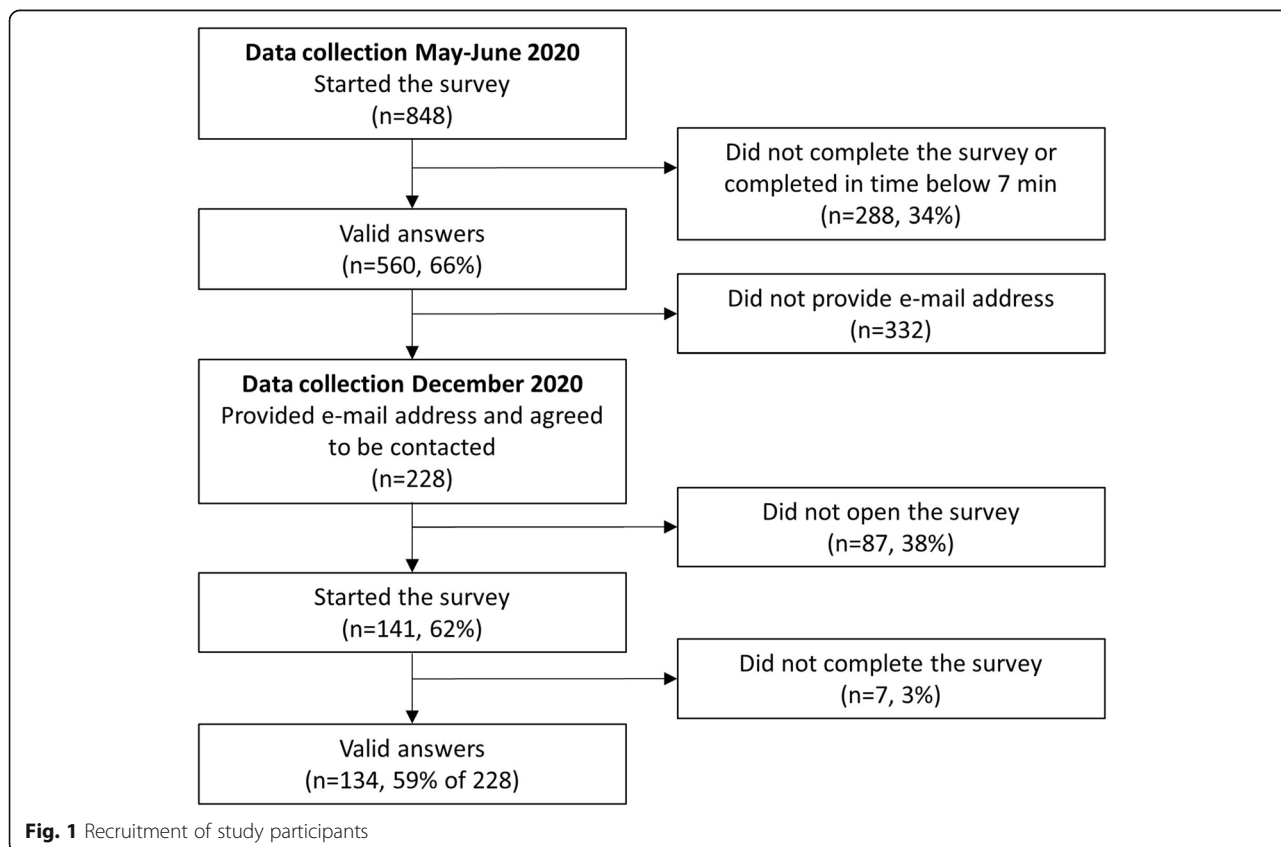 Data collection May-June 2020
Started the survey
(n=848)
Did not complete the survey or
completed in time below 7 min
(n=288, 34%)
Valid answers
(n=560, 66%)
Did not provide e-mail address
(n=332)
Data collection December 2020
Provided e-mail address and agreed
to be contacted
(n=228)
Did not open the survey
(n=87, 38%)
Started the survey
(n=141, 62%)
Did not complete the survey
(n=7, 3%)
Valid answers
(n=134, 59% of 228)
Fig. 1 Recruitment of study participants